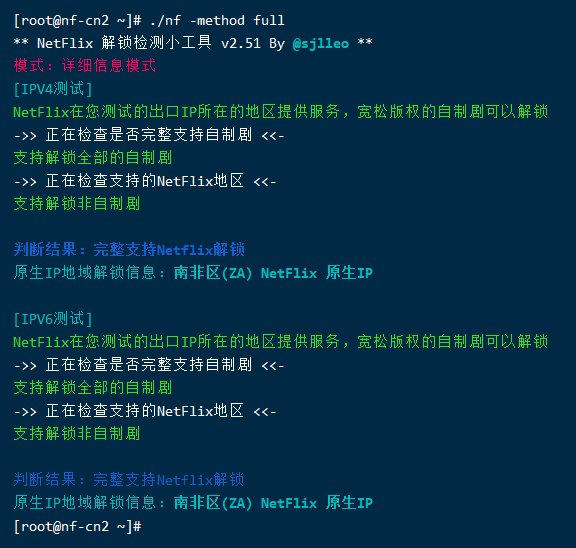 [root@nf-cn2 ~]# ./nf -method full
** NetFlix 解锁检测小工具 v2.51 By @sjlleo **
模式：详细信息模式
[IPV4测试]
NetFlix在您测试的出口IP所在的地区提供服务，宽松版权的自制剧可以解锁
->> 正在检查是否完整支持自制剧 <<-
支持解锁全部的自制剧
->> 正在检查支持的NetFlix地区 <<-
支持解锁非自制剧
判断结果：完整支持Netflix解锁
原生IP地域解锁信息：南非区(ZA) NetFlix 原生IP
[IPV6测试]
NetFlix在您测试的出口IP所在的地区提供服务，宽松版权的自制剧可以解锁
->> 正在检查是否完整支持自制剧 <<-
支持解锁全部的自制剧
->> 正在检查支持的NetFlix地区 <<-
支持解锁非自制剧
判断结果：完整支持Netflix解锁
原生IP地域解锁信息：南非区(ZA) NetFlix 原生IP
[root@nf-cn2 ~]#